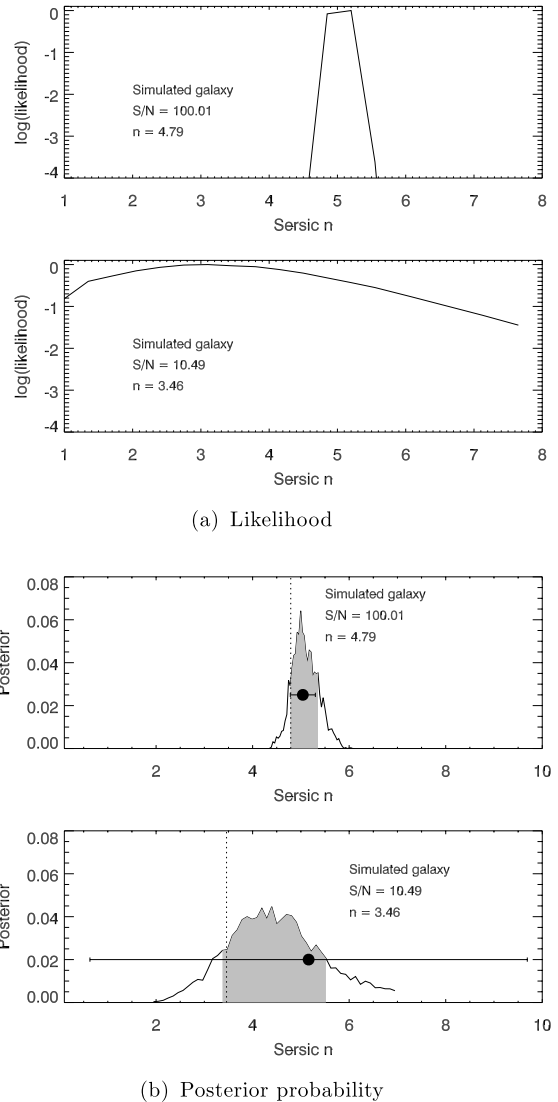 0
-1
-2
-3
-4
log(likelihood)
Simulated galaxy
S/N = 100.01
n = 4.79
1 2 3 4 5 6 7 8
Sersic n
0
-1
-2
-3
-4
log(likelihood)
Simulated galaxy
S/N = 10.49
n = 3.46
1 2 3 4 5 6 7 8
Sersic n
(a) Likelihood
0.08
0.06
0.04
0.02
0.00
Posterior
Simulated galaxy
S/N = 100.01
n = 4.79
2 4 6 8 10
Sersic n
0.08
0.06
0.04
0.02
0.00
Posterior
Simulated galaxy
S/N = 10.49
n = 3.46
2 4 6 8 10
Sersic n
(b) Posterior probability